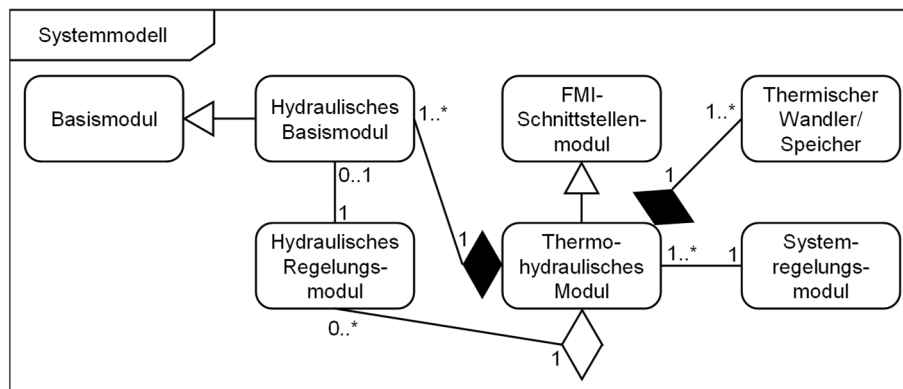 Systemmodell
Basismodul
Hydraulisches
Basismodul
1..*
FMI-
Schnittstellen-
modul
1..*
Thermischer
Wandler/
Speicher
0..1
1
1
1
Hydraulisches
Regelungs-
modul
Thermo-
hydraulisches
Modul
1..*
1
System-
regelungs-
modul
0..*
1